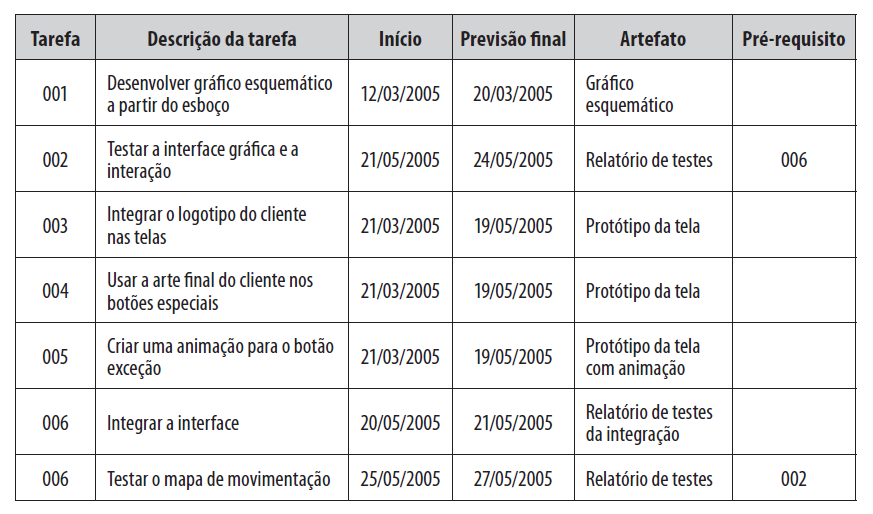 Tarefa Descrição da tarefa Início Previsão final Artefato Pré-requisito
001 Desenvolver gráfico esquemático a partir do esboço 12/03/2005 20/03/2005 Gráfico esquemático
002 Testar a interface gráfica e a interação 21/05/2005 24/05/2005 Relatório de testes 006
003 Integrar o logotipo do cliente nas telas 21/03/2005 19/05/2005 Protótipo da tela
004 Usar a arte final do cliente nos botões especiais 21/03/2005 19/05/2005 Protótipo da tela
005 Criar uma animação para o botão exceção 21/03/2005 19/05/2005 Protótipo da tela com animação
006 Integrar a interface 20/05/2005 21/05/2005 Relatório de testes da integração
006 Testar o mapa de movimentação 25/05/2005 27/05/2005 Relatório de testes 002